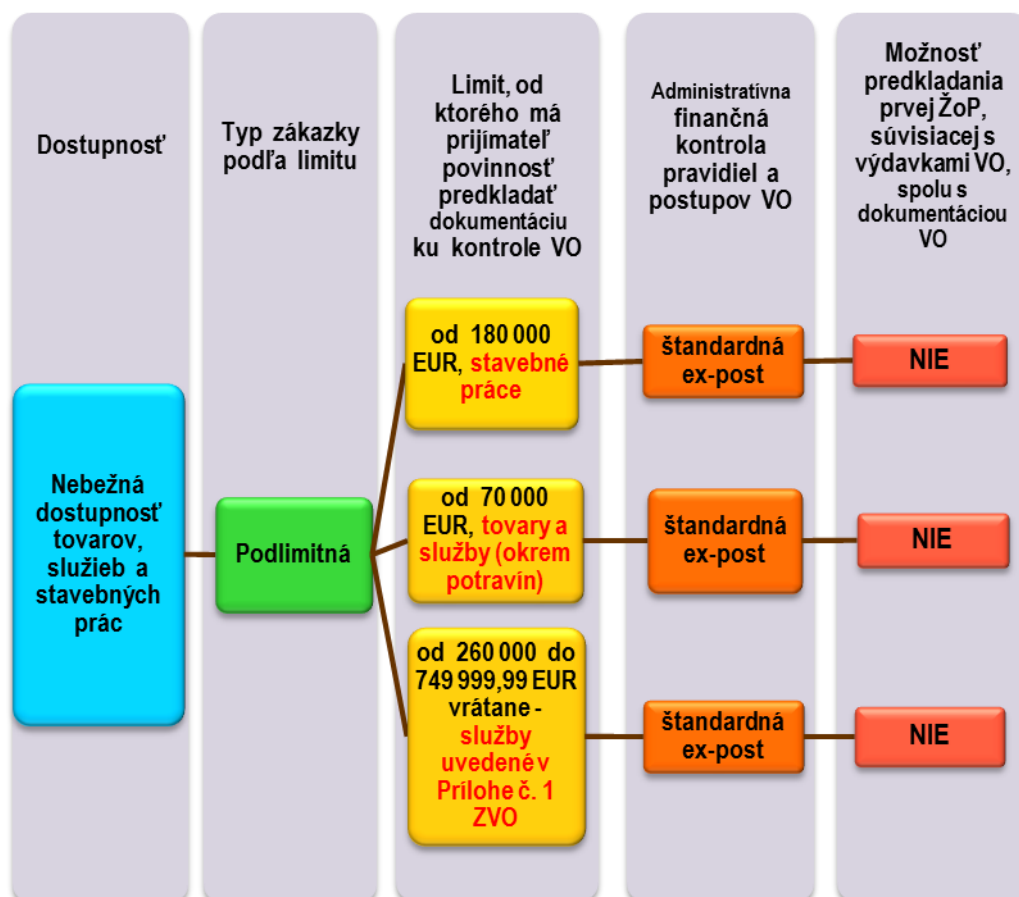 Dostupnosť
Typ zákazky
podľa limitu
Limit, od
ktorého má
prijímateľ
povinnosť
predkladať
dokumentáciu
ku kontrole VO
Administratívna
finančná
kontrola
pravidiel a
postupov VO
Možnosť
predkladania
prvej ŽoP,
súvisiacej s
výdavkami VO,
spolu s
dokumentáciou
VO
Nebežná
dostupnosť
tovarov,
služieb a
stavebných
prác
Podlimitná
od 180 000
EUR, stavebné
práce
štandardná
ex-post
NIE
od 70 000
EUR, tovary a
služby (okrem
potravín)
štandardná
ex-post
NIE
od 260 000 do
749 999,99 EUR
vrátane -
služby
uvedené v
Prílohe č. 1
ZVO
štandardná
ex-post
NIE